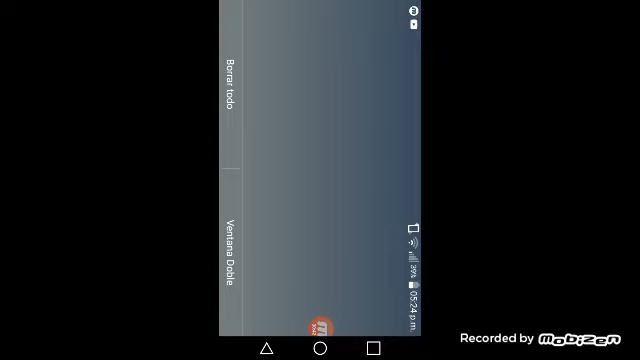 39% 05:24 p.m.
Borrar todo
Ventana Doble
Recorded by mobizen